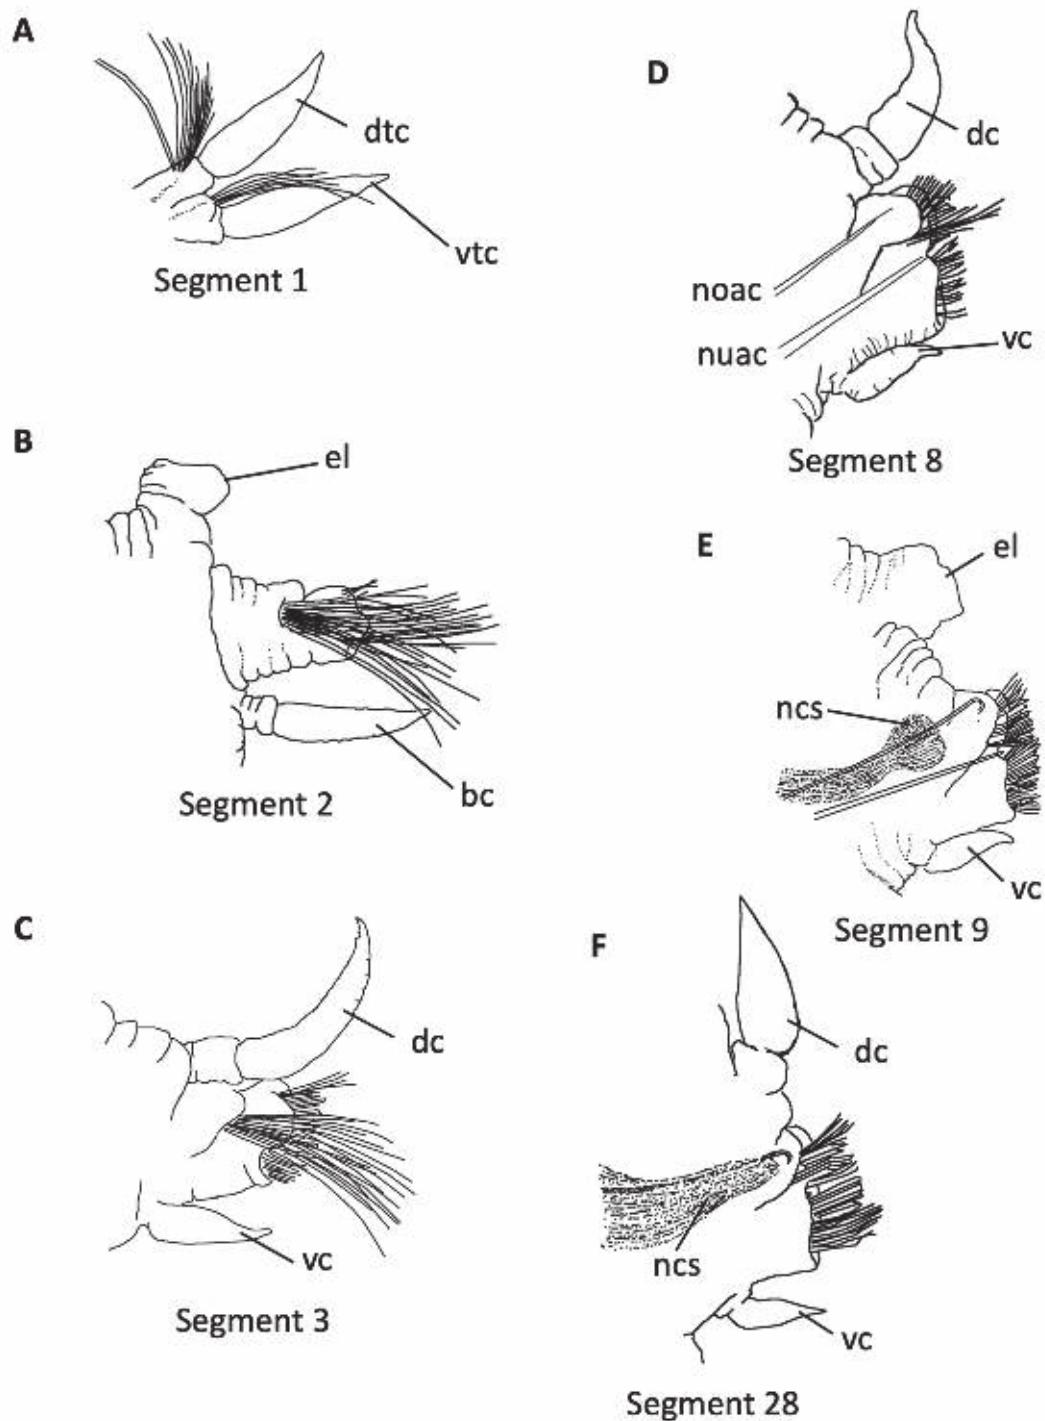 A
dtc
vtc
Segment 1
B
el
bc
Segment 2
C
dc
vc
Segment 3
D
dc
noac
nuac
vc
Segment 8
E
el
ncs
vc
Segment 9
F
dc
ncs
vc
Segment 28